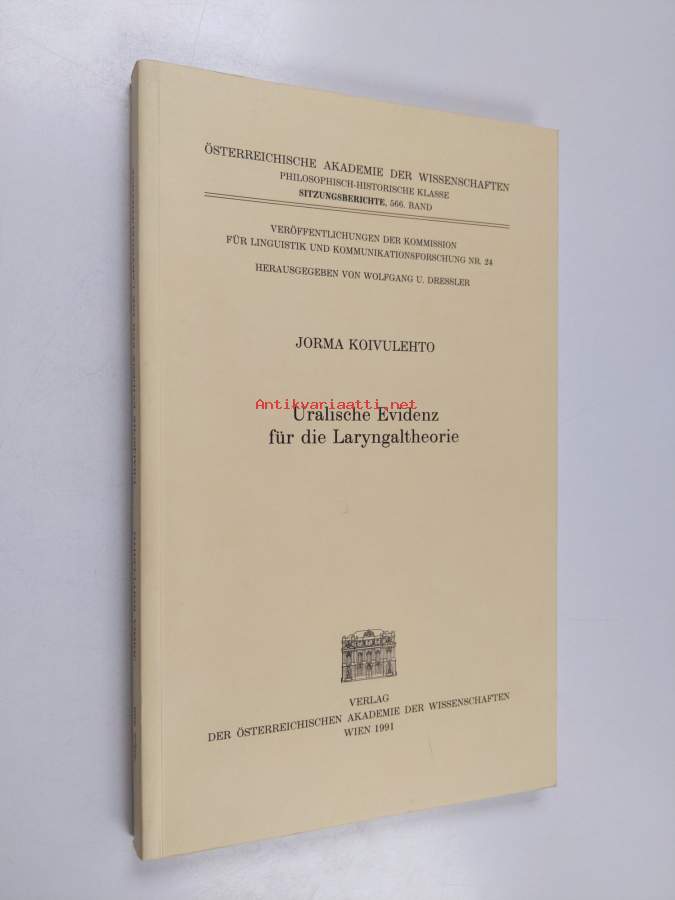 ÖSTERREICHISCHE AKADEMIE DER WISSENSCHAFTEN
PHILOSOPHISCH-HISTORISCHE KLASSE
SITZUNGSBERICHTE, 566. BAND
VERÖFFENTLICHUNGEN DER KOMMISSION
FÜR LINGUISTIK UND KOMMUNIKATIONSFORSCHUNG NR. 24
HERAUSGEGEBEN VON WOLFGANG U. DRESSLER
JORMA KOIVULEHTO
Antikvariaatti.net
Uralische Evidenz
für die Laryngaltheorie
VERLAG
DER ÖSTERREICHISCHEN AKADEMIE DER WISSENSCHAFTEN
WIEN 1991